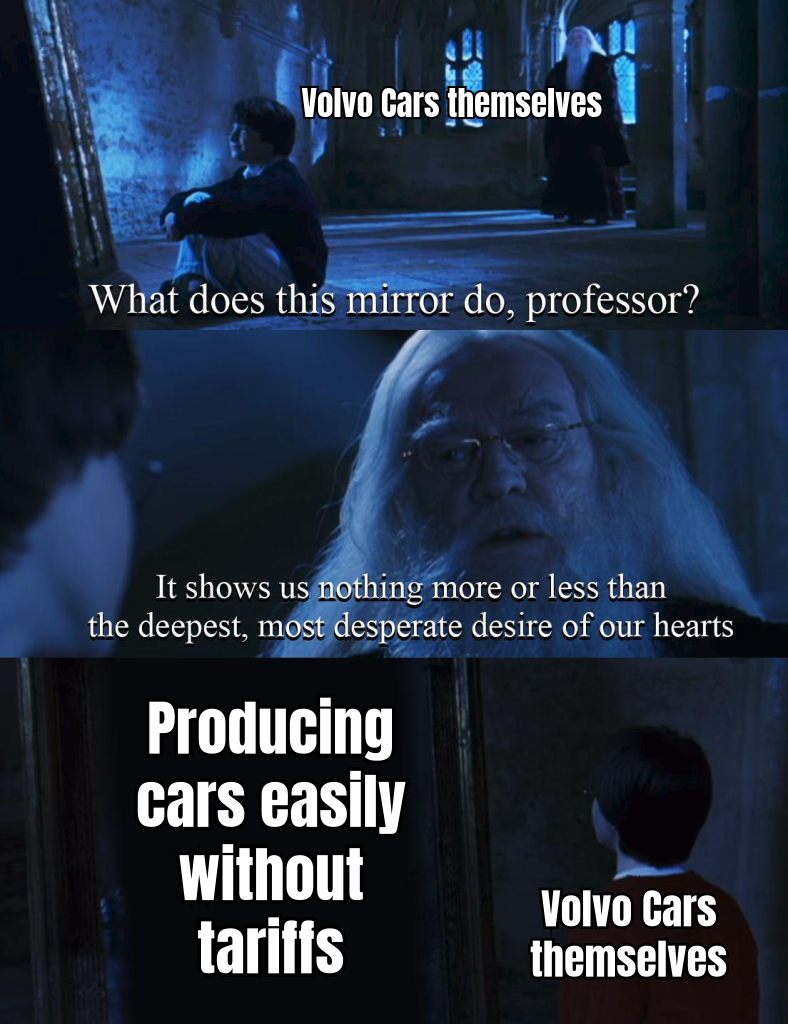 Volvo Cars themselves
What does this mirror do, professor?
It shows us nothing more or less than
the deepest, most desperate desire of our hearts
Producing
cars easily
without
tariffs
Volvo Cars
themselves